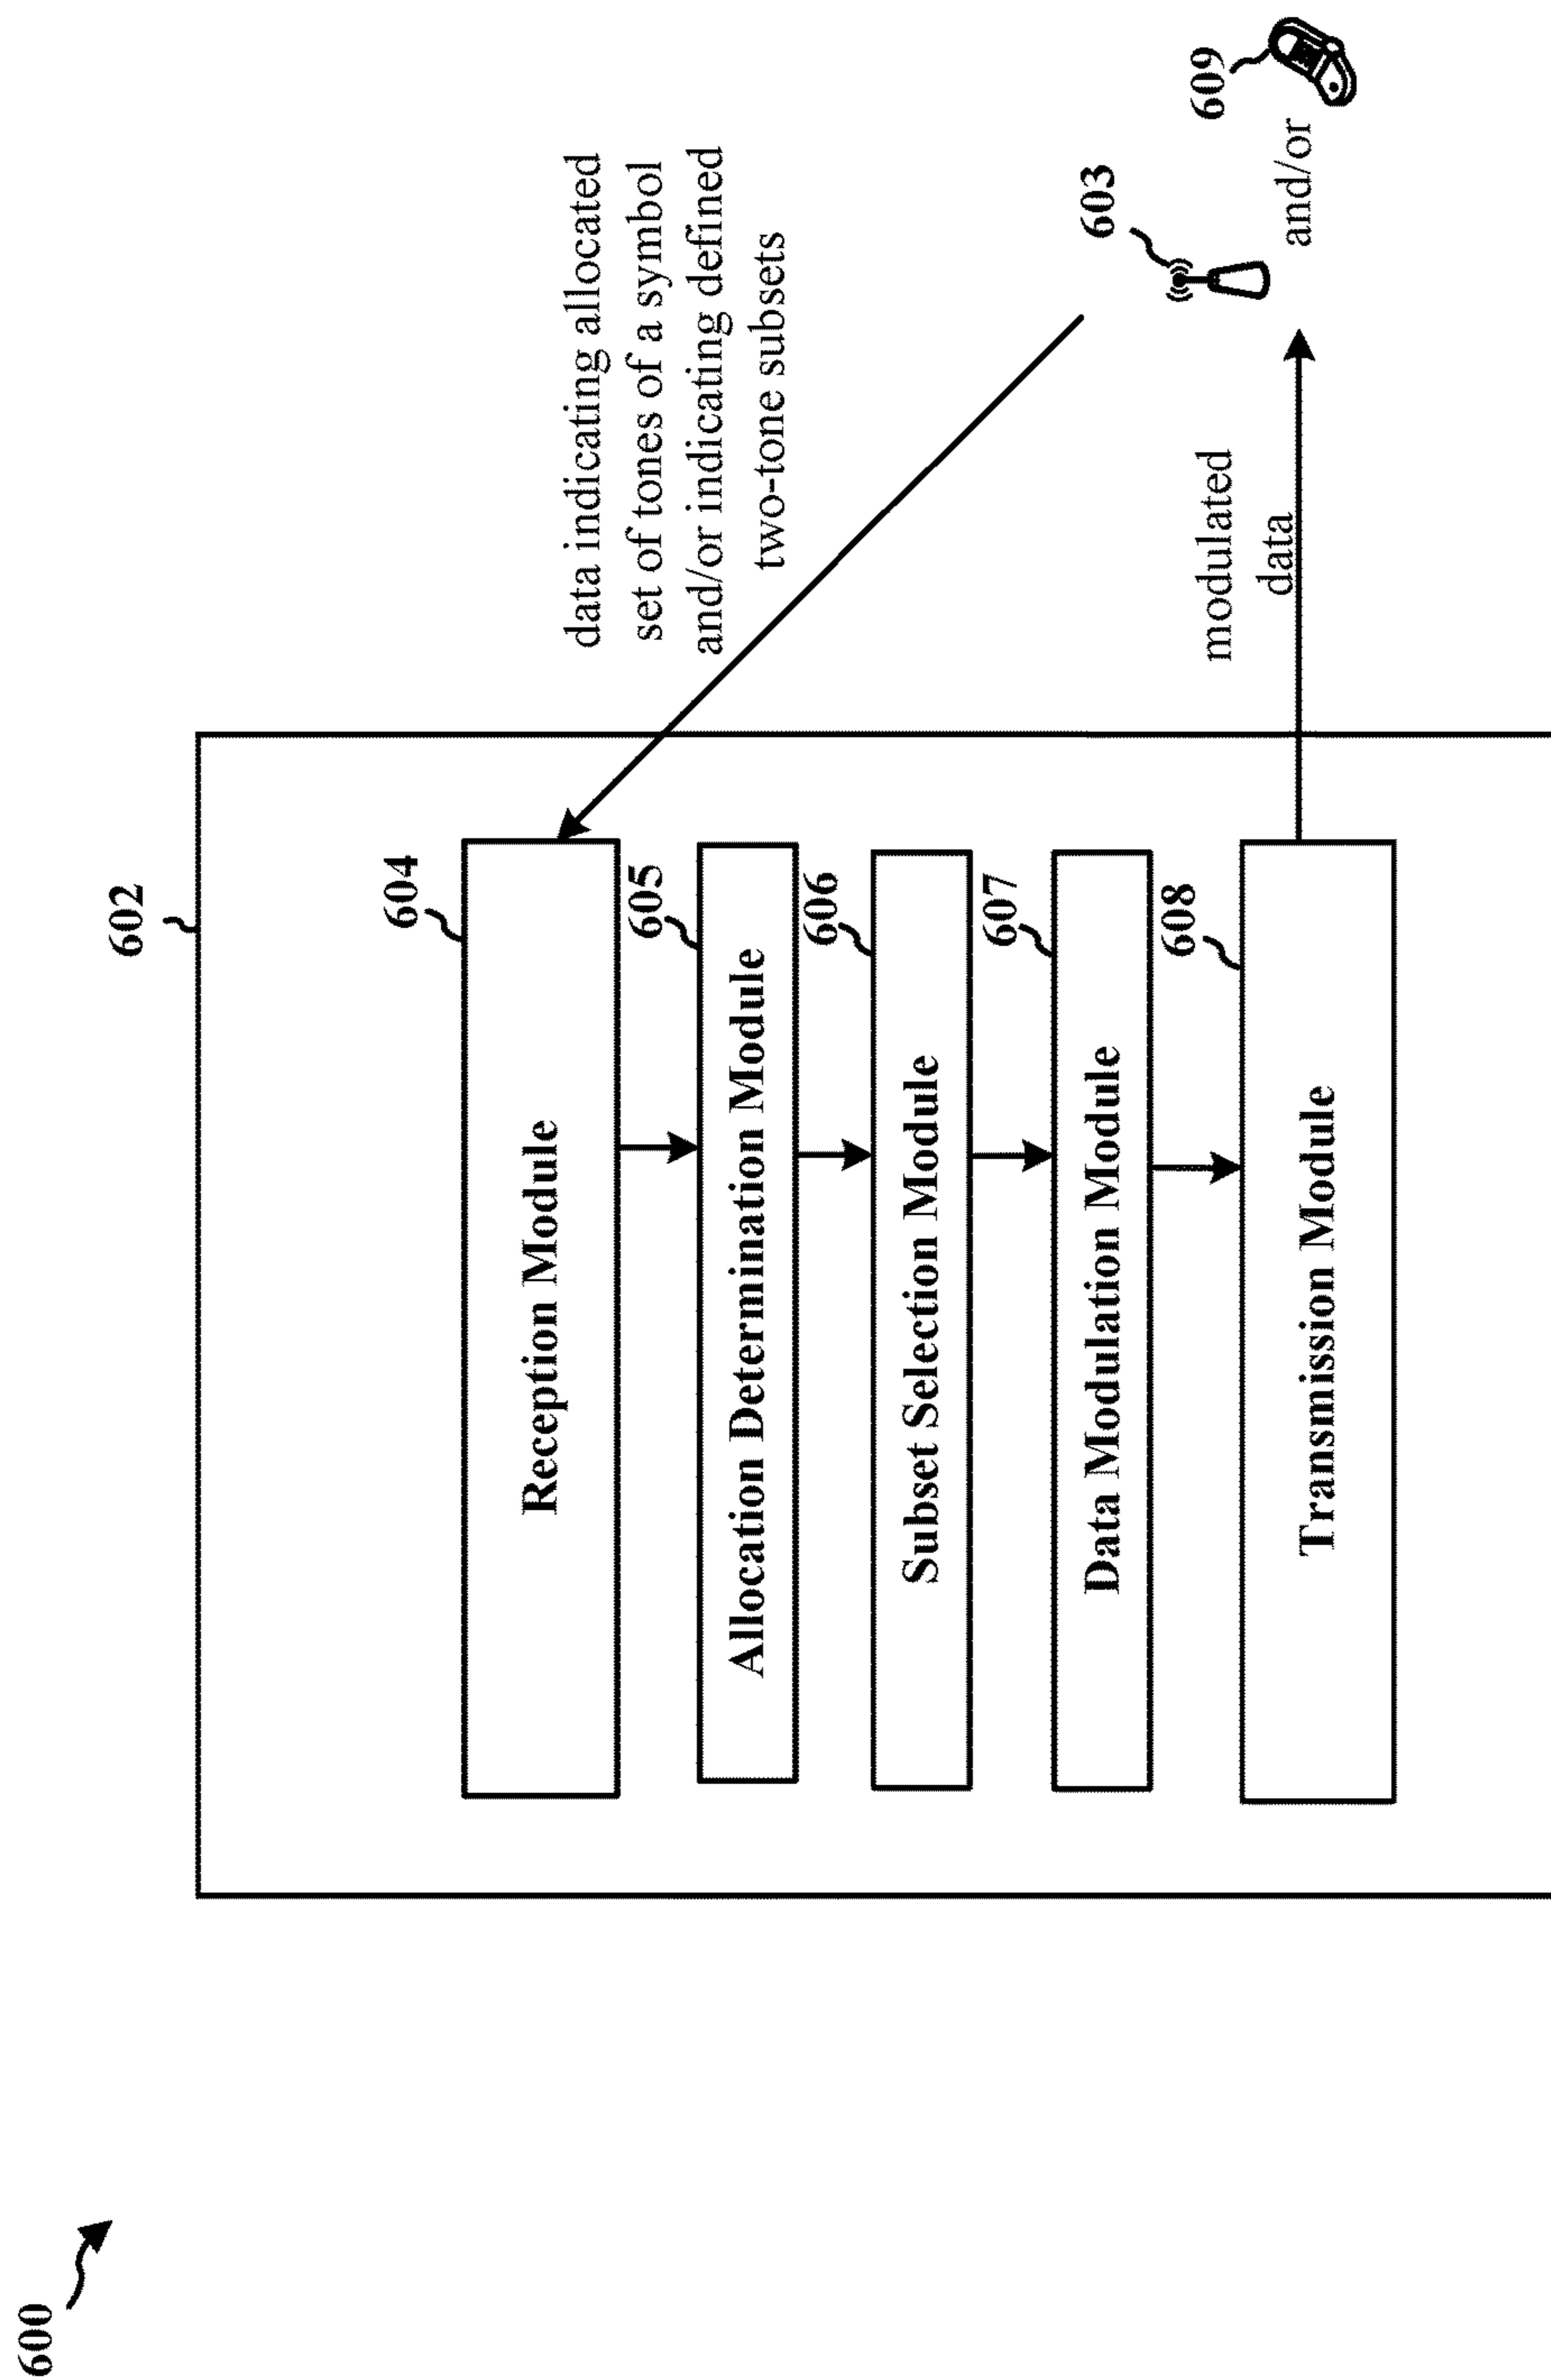 600
602
604
Reception Module
605
Allocation Determination Module
606
Subset Selection Module
607
Data Modulation Module
608
Transmission Module
data indicating allocated
set of tones of a symbol
and/or indicating defined
two-tone subsets
modulated
data
603
and/or
609